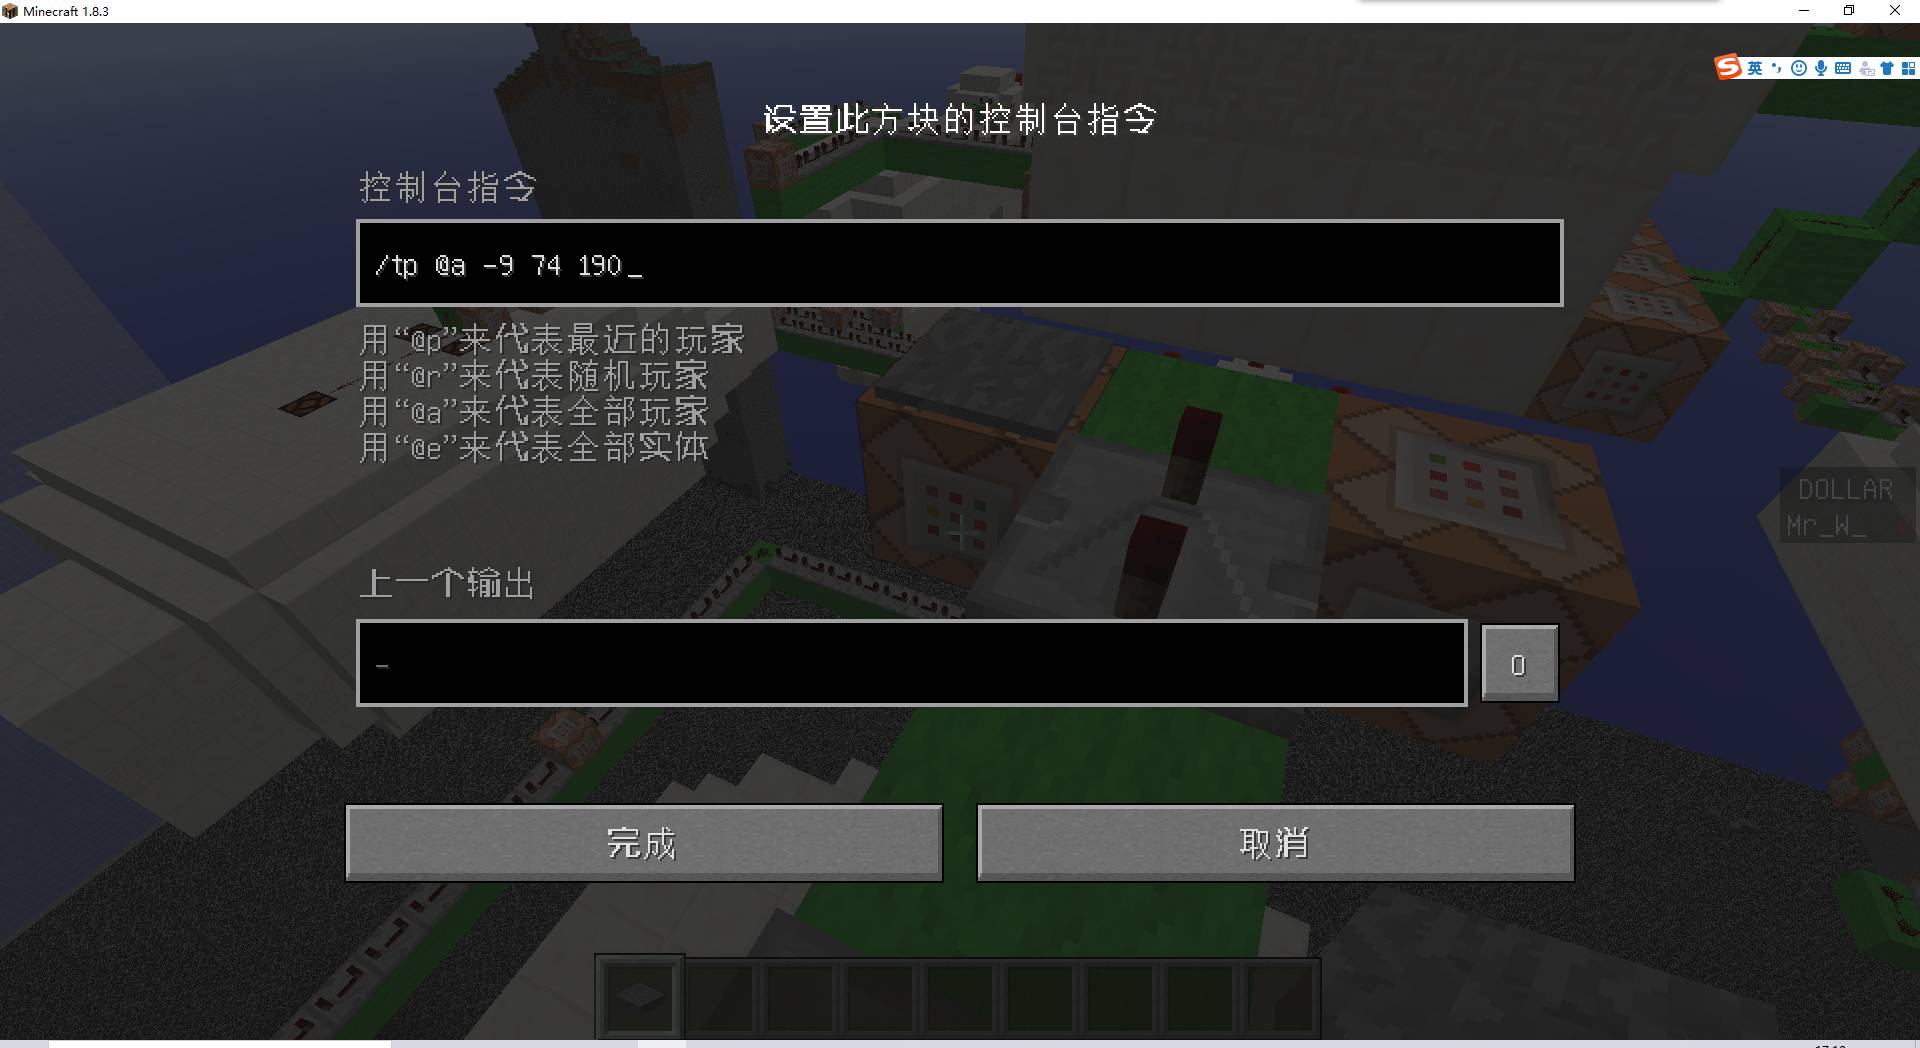 Minecraft 1.8.3
英
设置此方块的控制台指令
控制台指令
/tp @a -9 74 190_
用“@p”来代表最近的玩家
用“@r”来代表随机玩家
用“@a”来代表全部玩家
用“@e”来代表全部实体
DOLLAR
Mr_W_
上一个输出
-
O
完成
取消